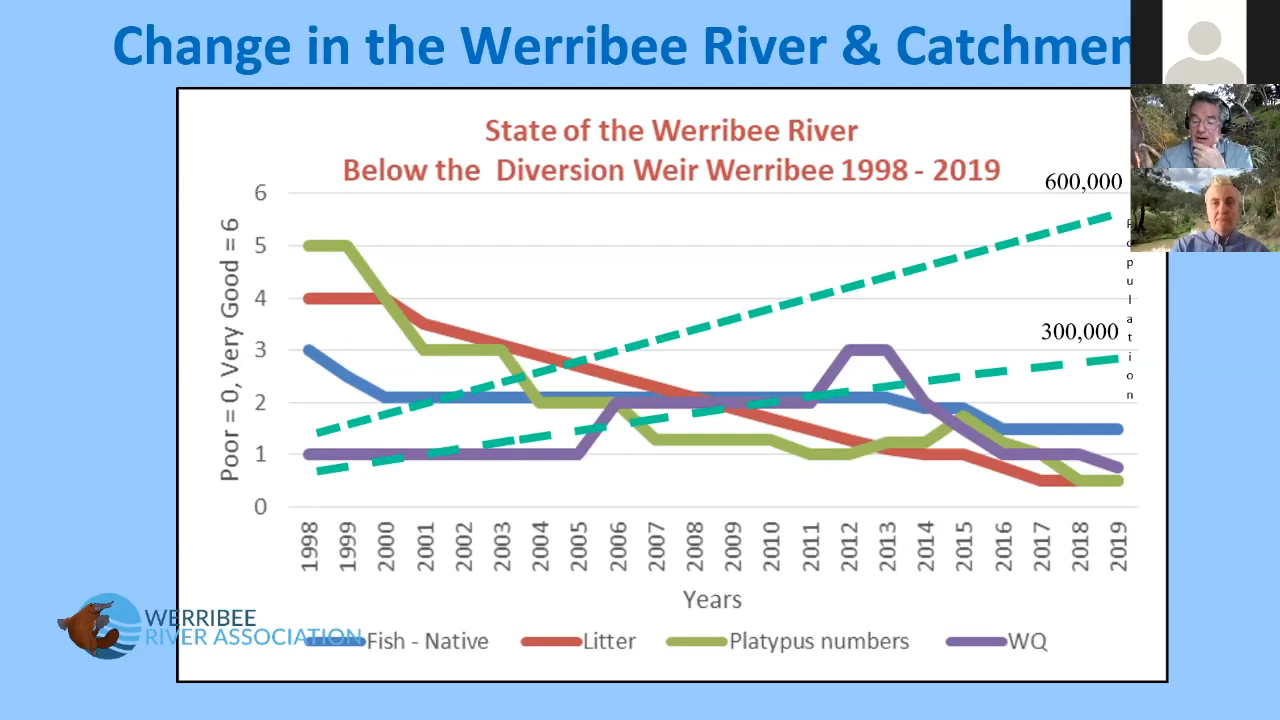 Change in the Werribee River & Catchmen
State of the Werribee River
Below the Diversion Weir Werribee 1998 - 2019
600,000
300,000
Population
Poor = 0, Very Good = 6
6
5
4
3
2
1
0
1998
1999
2000
2001
2002
2003
2004
2005
2006
2007
2008
2009
2010
2011
2012
2013
2014
2015
2016
2017
2018
2019
Years
WERRIBEE
RIVER ASSOCIATION
Fish - Native
Litter
Platypus numbers
WQ